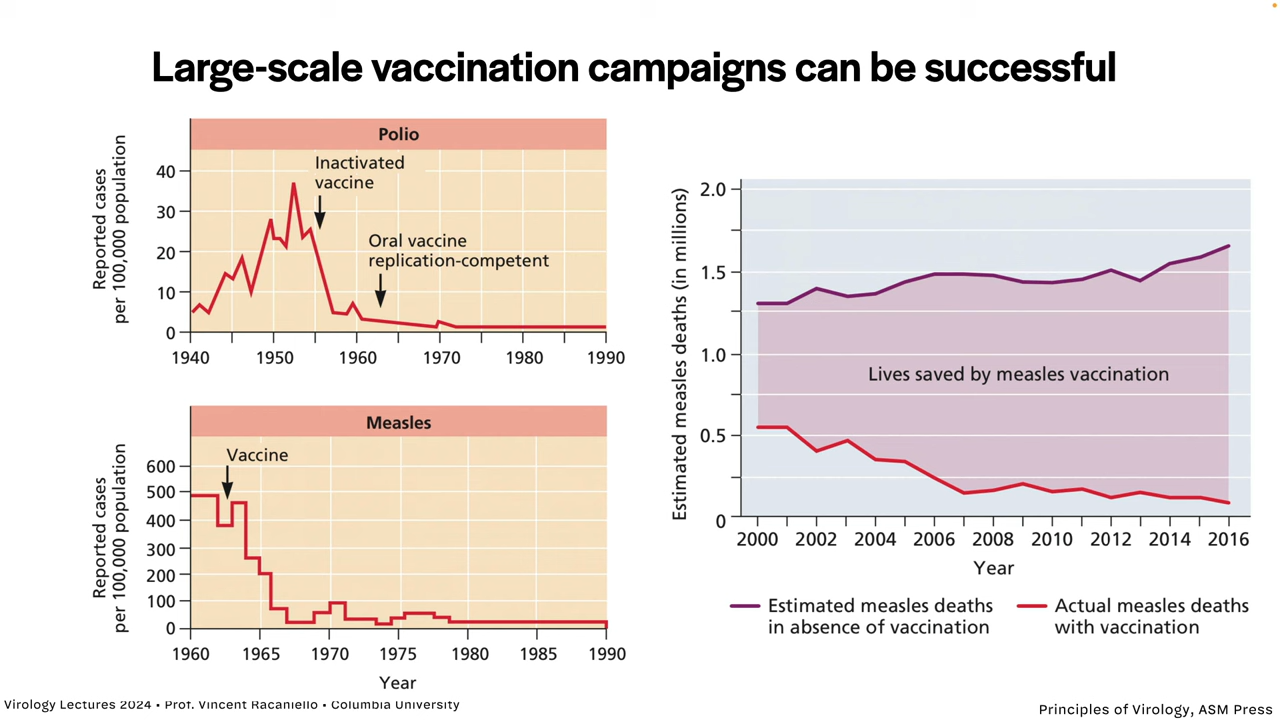 Large-scale vaccination campaigns can be successful
Polio
Reported cases
per 100,000 population
40
30
20
10
0
Inactivated
vaccine
Oral vaccine
replication-competent
1940 1950 1960 1970 1980 1990
Measles
Reported cases
per 100,000 population
600
500
400
300
200
100
0
Vaccine
1960 1965 1970 1975 1980 1985 1990
Year
Estimated measles deaths (in millions)
2.0
1.5
1.0
0.5
0
Lives saved by measles vaccination
2000 2002 2004 2006 2008 2010 2012 2014 2016
Year
Estimated measles deaths
in absence of vaccination
Actual measles deaths
with vaccination
Virology Lectures 2024 • Prof. Vincent Racaniello • Columbia University
Principles of Virology, ASM Press